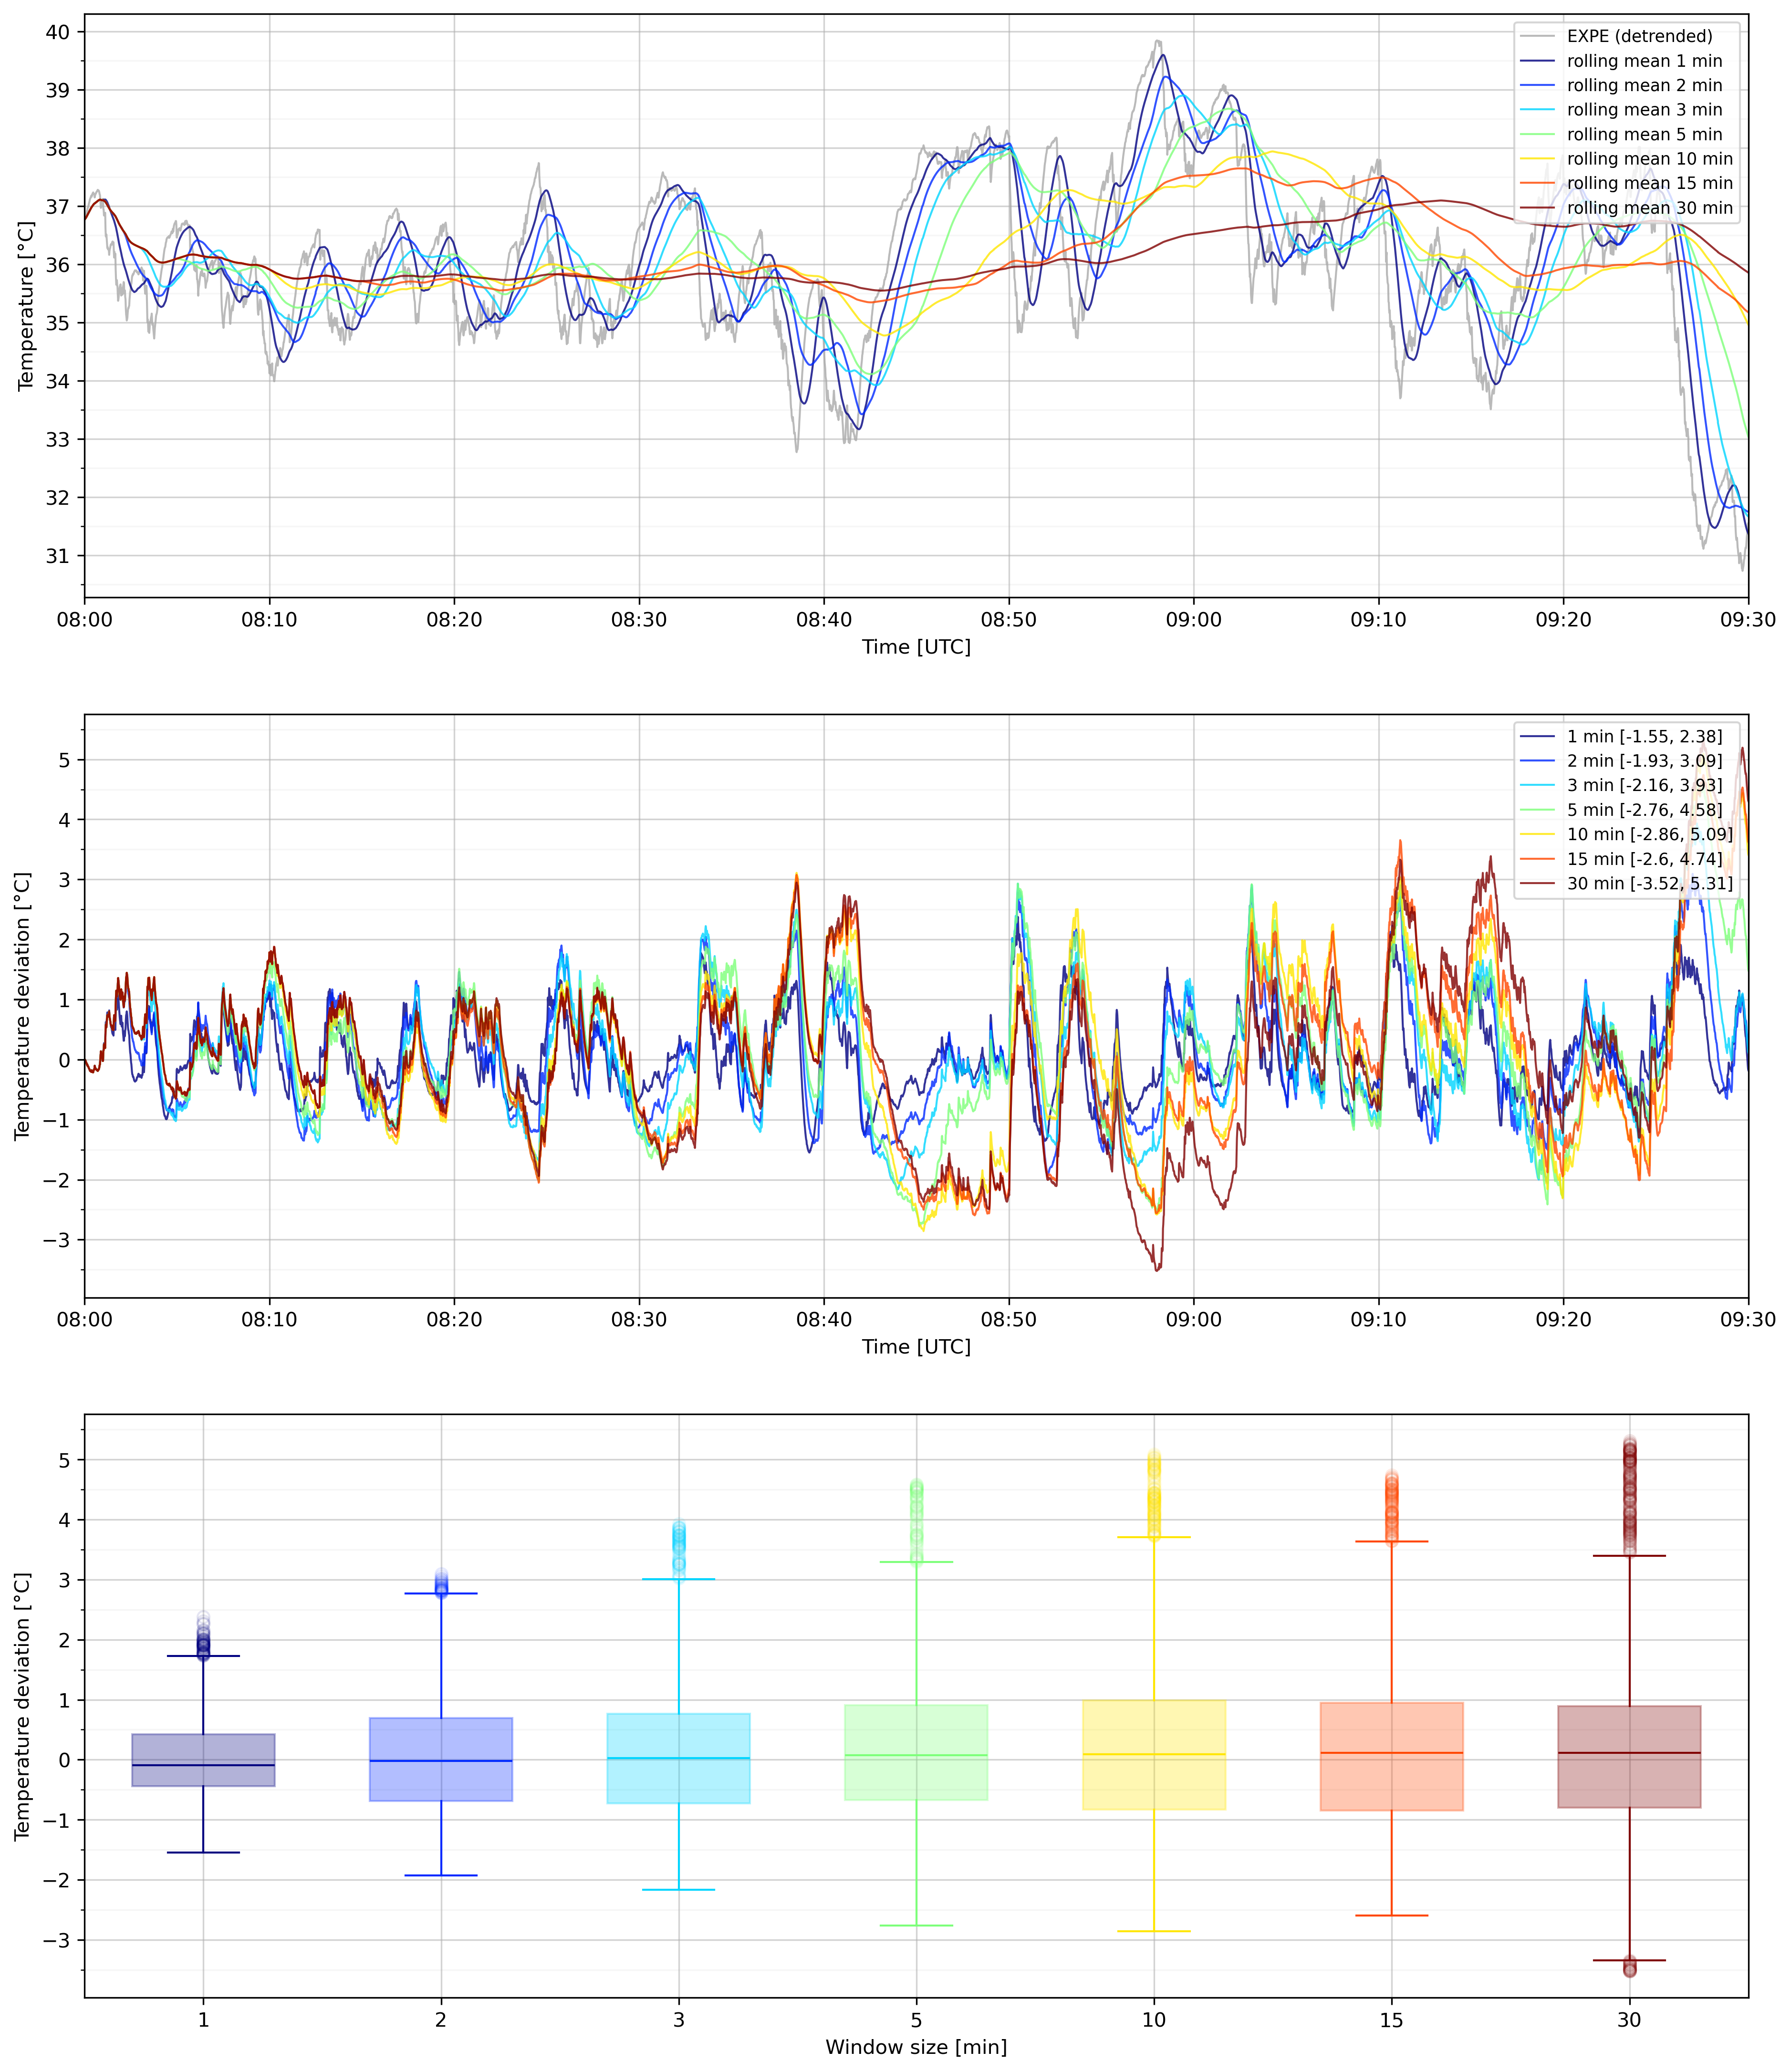 40
39
38
37
36
35
34
33
32
31
Temperature [°C]
EXPE (detrended)
rolling mean 1 min
rolling mean 2 min
rolling mean 3 min
rolling mean 5 min
rolling mean 10 min
rolling mean 15 min
rolling mean 30 min
08:00 08:10 08:20 08:30 08:40 08:50 09:00 09:10 09:20 09:30
Time [UTC]
5
4
3
2
1
0
−1
−2
−3
Temperature deviation [°C]
1 min [-1.55, 2.38]
2 min [-1.93, 3.09]
3 min [-2.16, 3.93]
5 min [-2.76, 4.58]
10 min [-2.86, 5.09]
15 min [-2.6, 4.74]
30 min [-3.52, 5.31]
08:00 08:10 08:20 08:30 08:40 08:50 09:00 09:10 09:20 09:30
Time [UTC]
5
4
3
2
1
0
−1
−2
−3
Temperature deviation [°C]
1 2 3 5 10 15 30
Window size [min]